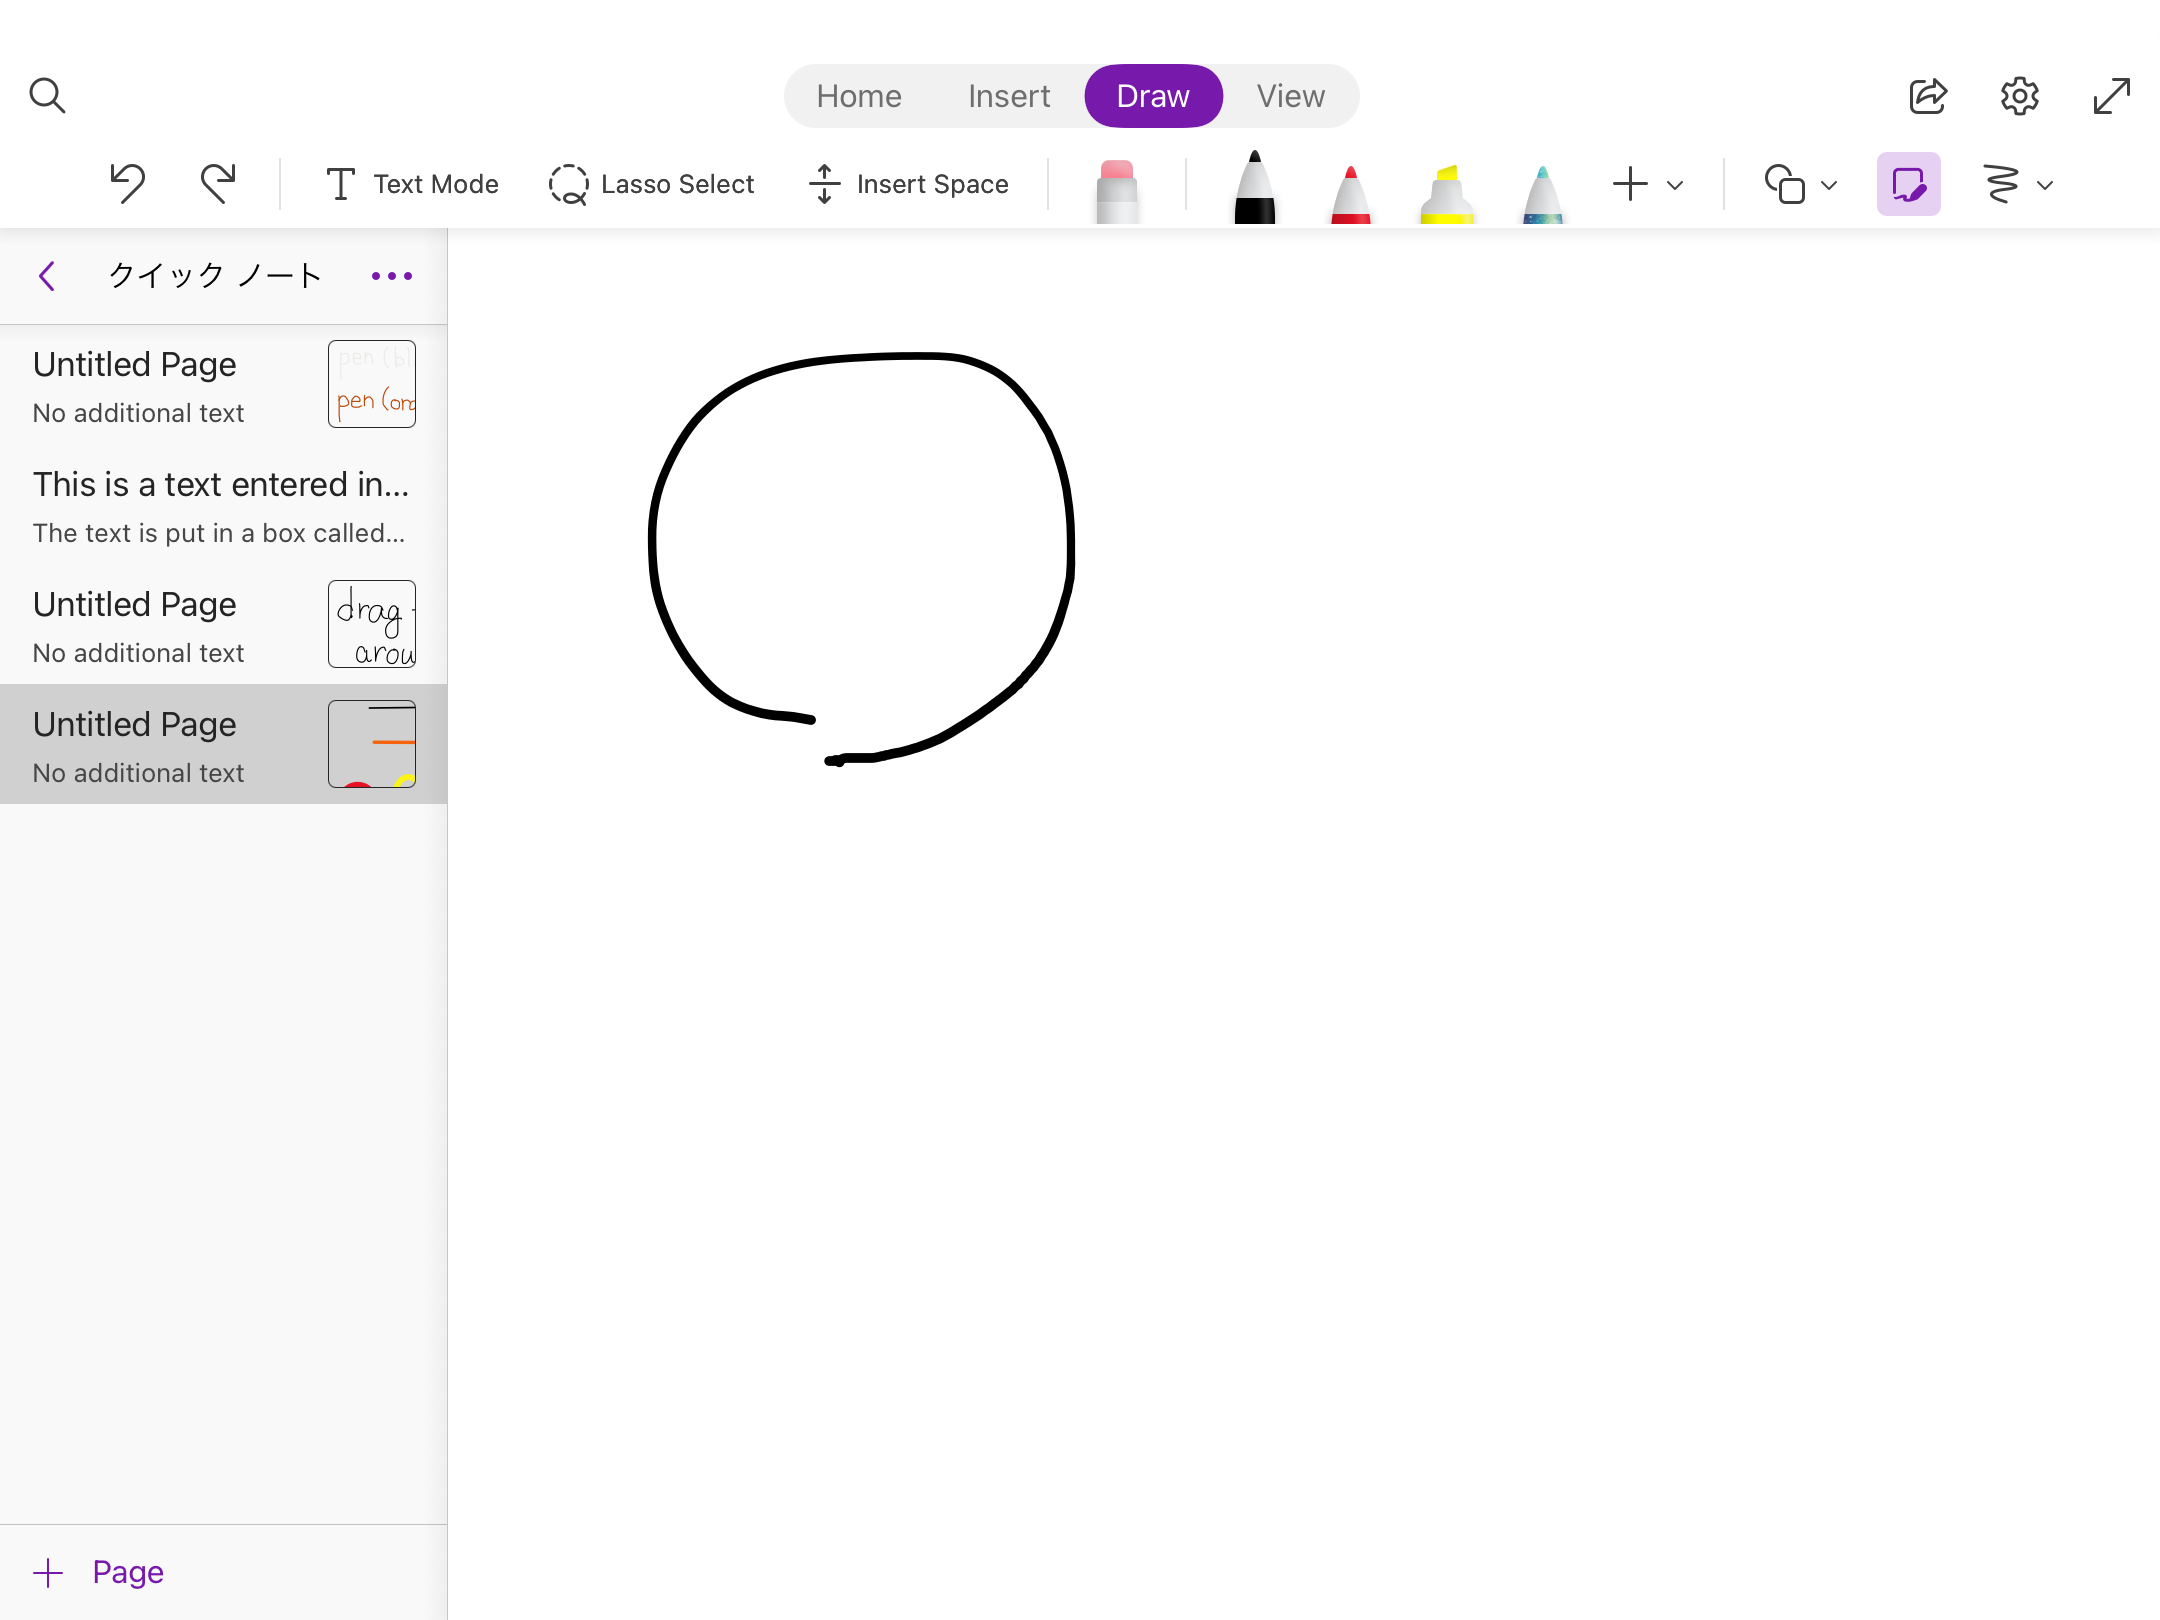 Home Insert Draw View
Text Mode Lasso Select Insert Space
クイック ノート
Untitled Page
No additional text
pen (bl
pen (ora
This is a text entered in...
The text is put in a box called...
Untitled Page
No additional text
drag
arou
Untitled Page
No additional text
Page